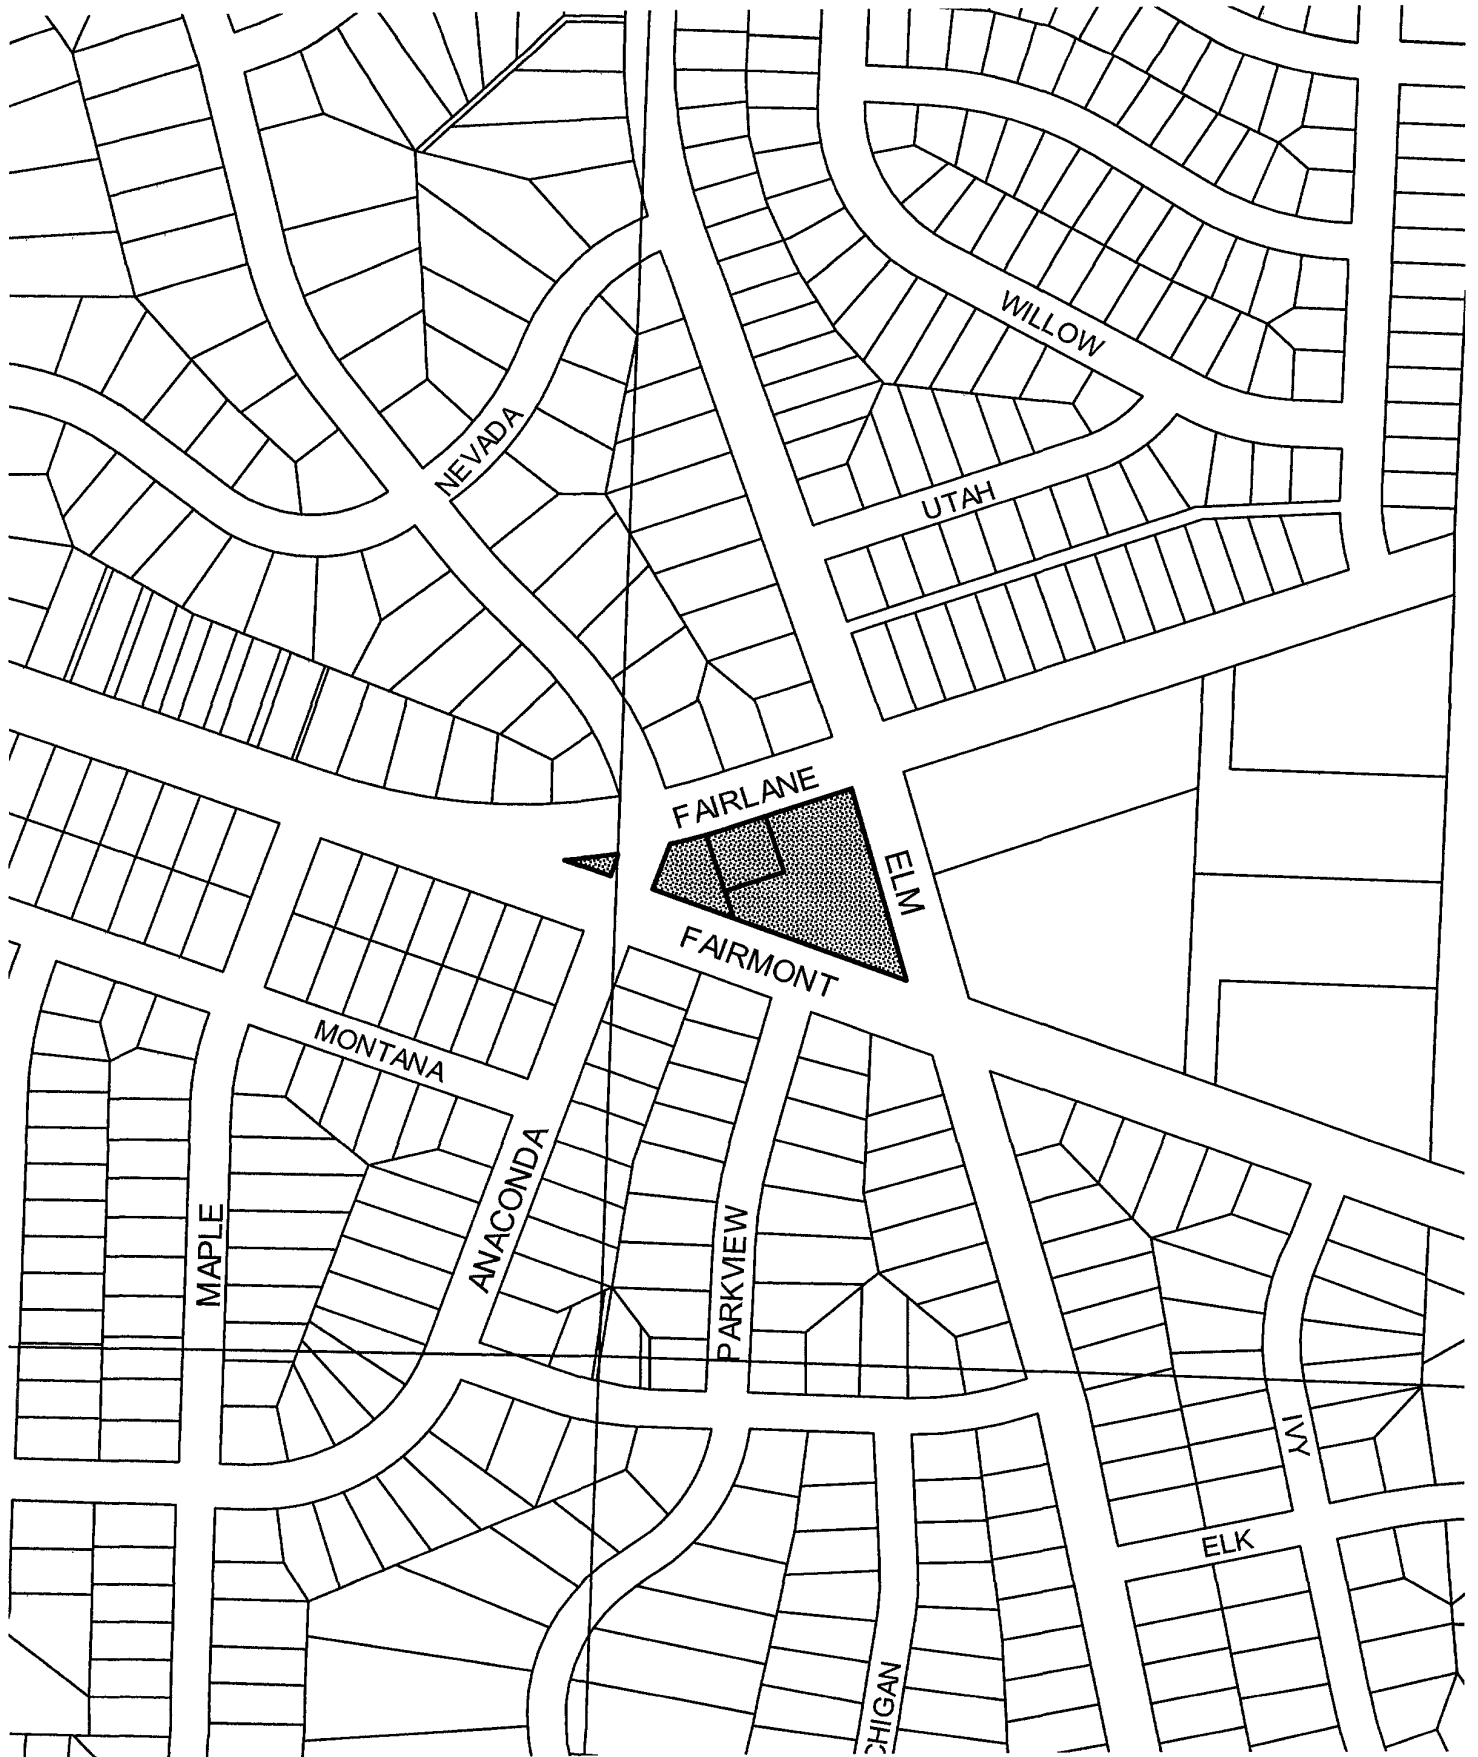 WILLOW
NEVADA
UTAH
FAIRLANE
ELM
FAIRMONT
MONTANA
ANACONDA
MAPLE
PARKVIEW
IVY
ELK
CHIGAN